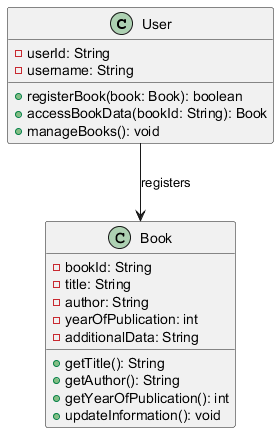 C User
userId: String
username: String
registerBook(book: Book): boolean
accessBookData(bookId: String): Book
manageBooks(): void
registers
C Book
bookId: String
title: String
author: String
yearOfPublication: int
additionalData: String
getTitle(): String
getAuthor(): String
getYearOfPublication(): int
updateInformation(): void